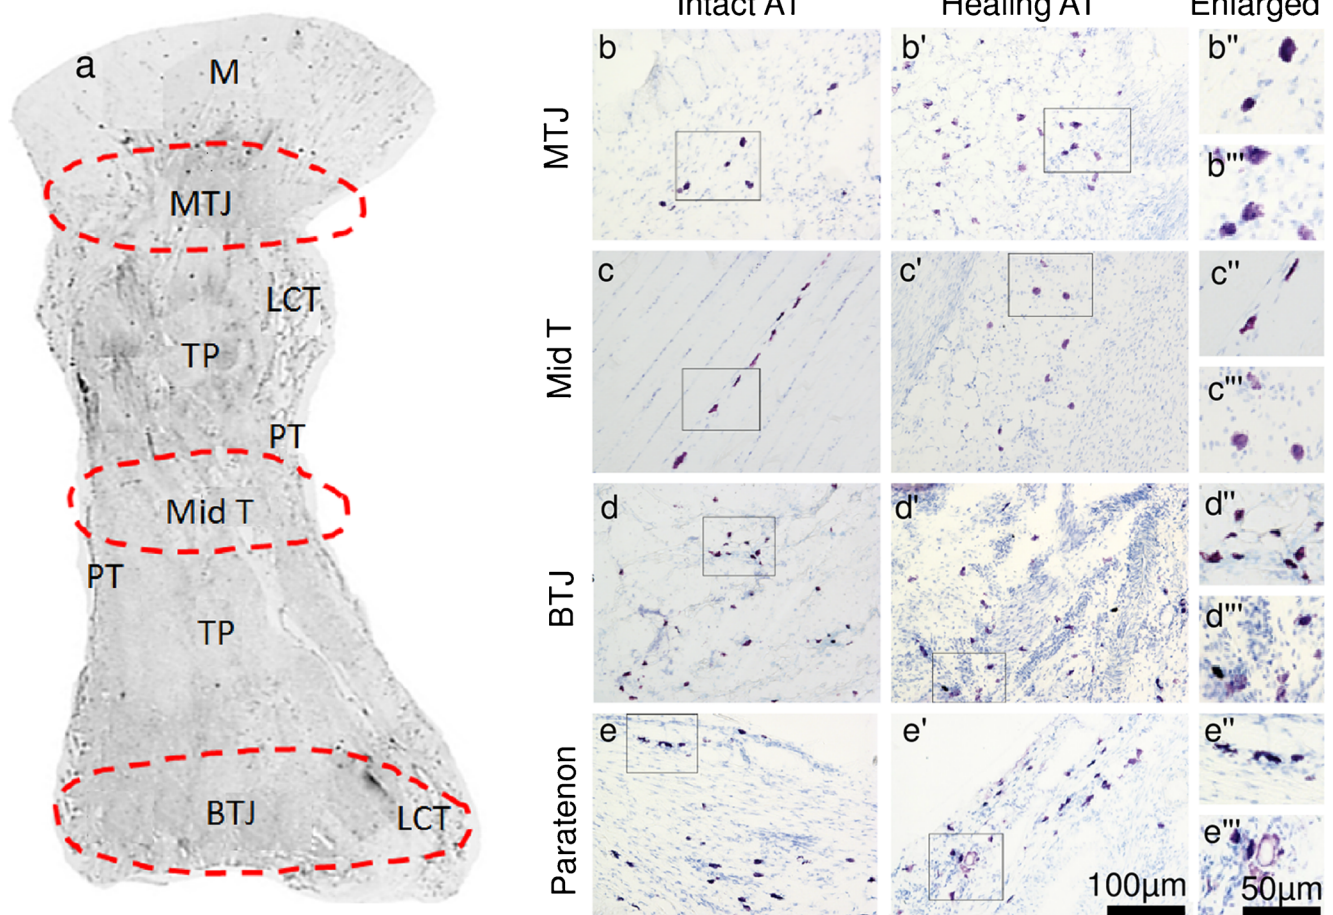 Intact AT
Healing AT
Enlarged
a
M
MTJ
LCT
TP
PT
Mid T
PT
TP
BTJ
LCT
MTJ
b
b'
b''
b'''
Mid T
c
c'
c''
c'''
BTJ
d
d'
d''
d'''
Paratenon
e
e'
e''
e'''
100µm
50µm